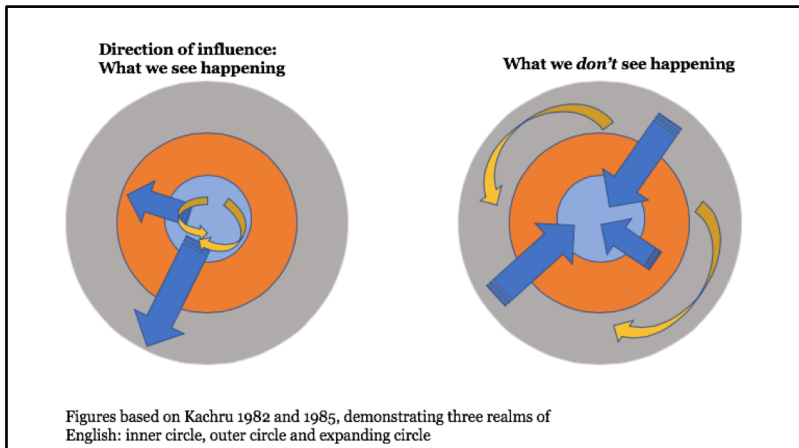 Direction of influence:
What we see happening
What we don't see happening
Figures based on Kachru 1982 and 1985, demonstrating three realms of
English: inner circle, outer circle and expanding circle